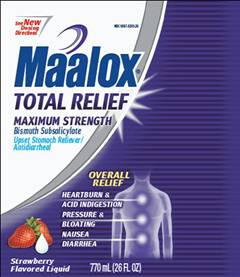 See New
Dosing
Directions!
Maalox®
TOTAL RELIEF
MAXIMUM STRENGTH
Bismuth Subsalicylate
Upset Stomach Reliever/
Antidiarrheal
OVERALL
RELIEF
HEARTBURN &
ACID INDIGESTION
PRESSURE &
BLOATING
NAUSEA
DIARRHEA
Strawberry
Flavored Liquid
770 mL (26 FL OZ)